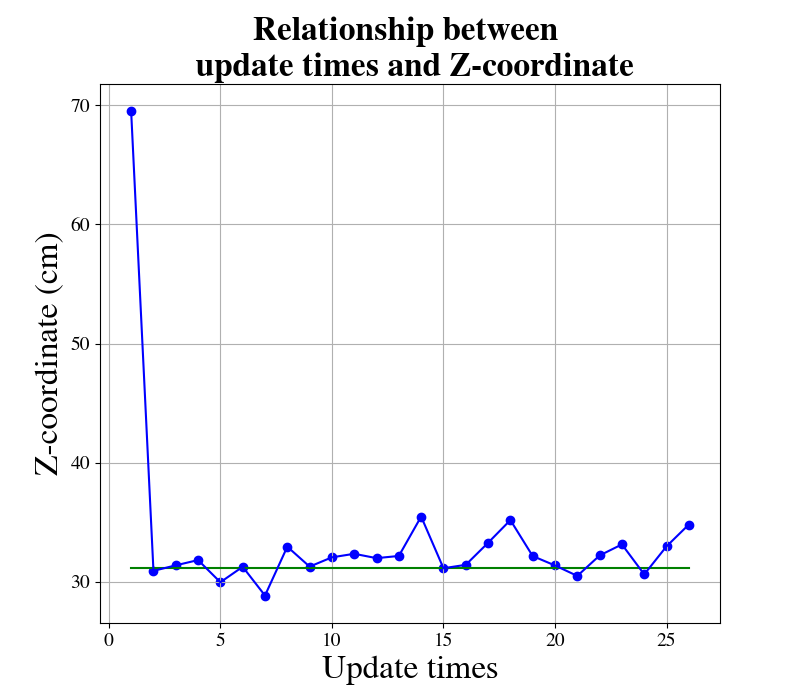 Relationship between
update times and Z-coordinate
Z-coordinate (cm)
70
60
50
40
30
0 5 10 15 20 25
Update times